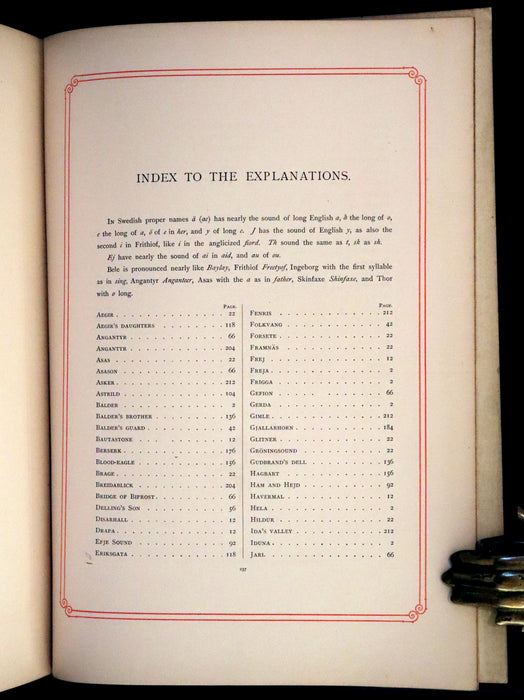 INDEX TO THE EXPLANATIONS.
In Swedish proper names ä (ae) has nearly the sound of long English a, å the long of o,
e the long of a, ö of e in her, and y of long e. J has the sound of English y, as also the
second i in Frithiof, like i in the anglicized fiord. Th sound the same as t, sk as sk.
Ej have nearly the sound of ai in aid, and au of ou.
Bele is pronounced nearly like Baylay, Frithiof Freetyof, Ingeborg with the first syllable
as in sing, Angantyr Angantuer, Asas with the a as in father, Skinfaxe Shinfaxe, and Thor
with o long.
PAGE.
Aegir 22
Aegir's daughters 118
Angantyr 66
Angantyr 204
Asas 22
Asason 66
Asker 212
Astrild 104
Balder 2
Balder's brother 136
Balder's guard 42
Bautastone 12
Berserk 176
Blood-eagle 156
Brage 22
Breidablick 204
Bridge of Bifrost 66
Delling's Son 56
Disarhall 12
Drapa 12
Efje Sound 92
Eriksgata 118
PAGE.
Fenris 212
Folkvang 42
Forsete 22
Framnäs 22
Frej 12
Freja 2
Frigga 2
Gefion 66
Gerda 2
Gimle 212
Gjallarhorn 184
Glitner 22
Gröningsound 22
Gudbrand's dell 136
Hagbart 156
Ham and Hejd 92
Havermal 12
Hela 2
Hildur 22
Ida's valley 212
Iduna 2
Jarl 66
237